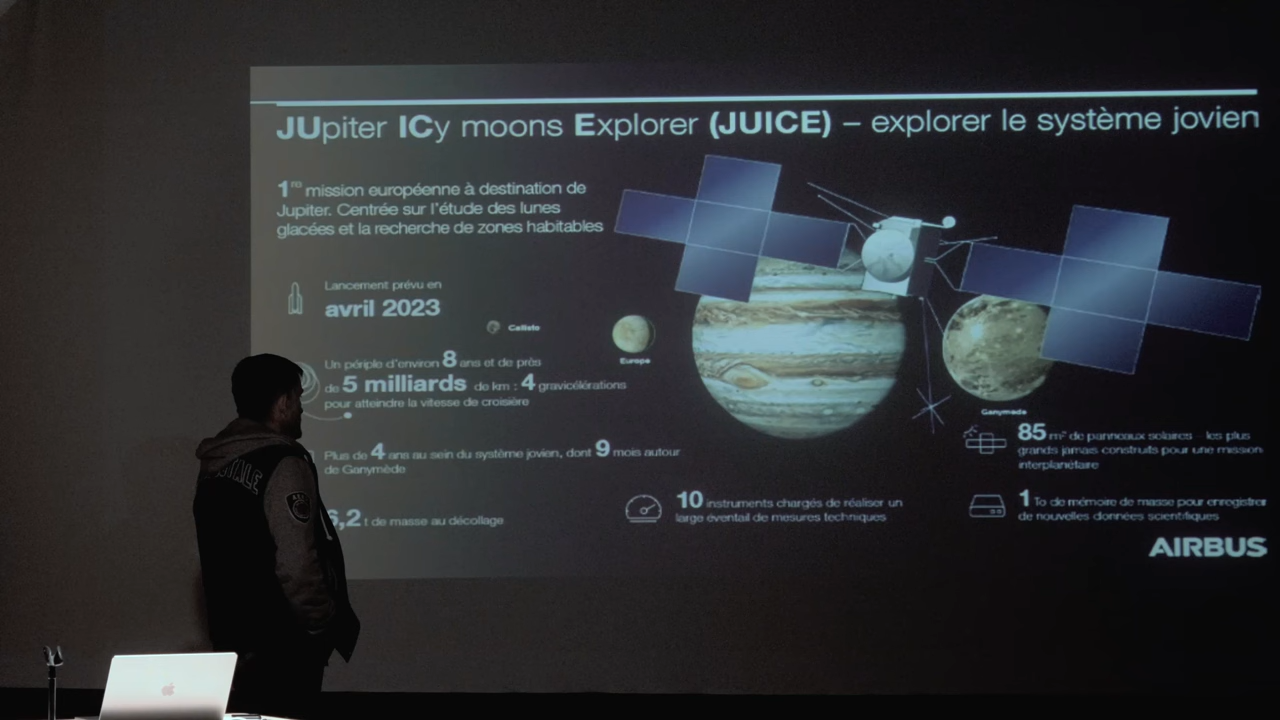 JUpiter ICy moons Explorer (JUICE) – explorer le système jovien
1re mission européenne à destination de
Jupiter. Centrée sur l'étude des lunes
glacées et la recherche de zones habitables
Lancement prévu en
avril 2023
Callisto
Europe
Un périple d'environ 8 ans et de près
de 5 milliards de km : 4 gravicélérations
pour atteindre la vitesse de croisière
Ganymède
85 m² de panneaux solaires – les plus
grands jamais construits pour une mission
interplanétaire
Plus de 4 ans au sein du système jovien, dont 9 mois autour
de Ganymède
6,2 t de masse au décollage
10 instruments chargés de réaliser un
large éventail de mesures techniques
1 To de mémoire de masse pour enregistrer
de nouvelles données scientifiques
AIRBUS